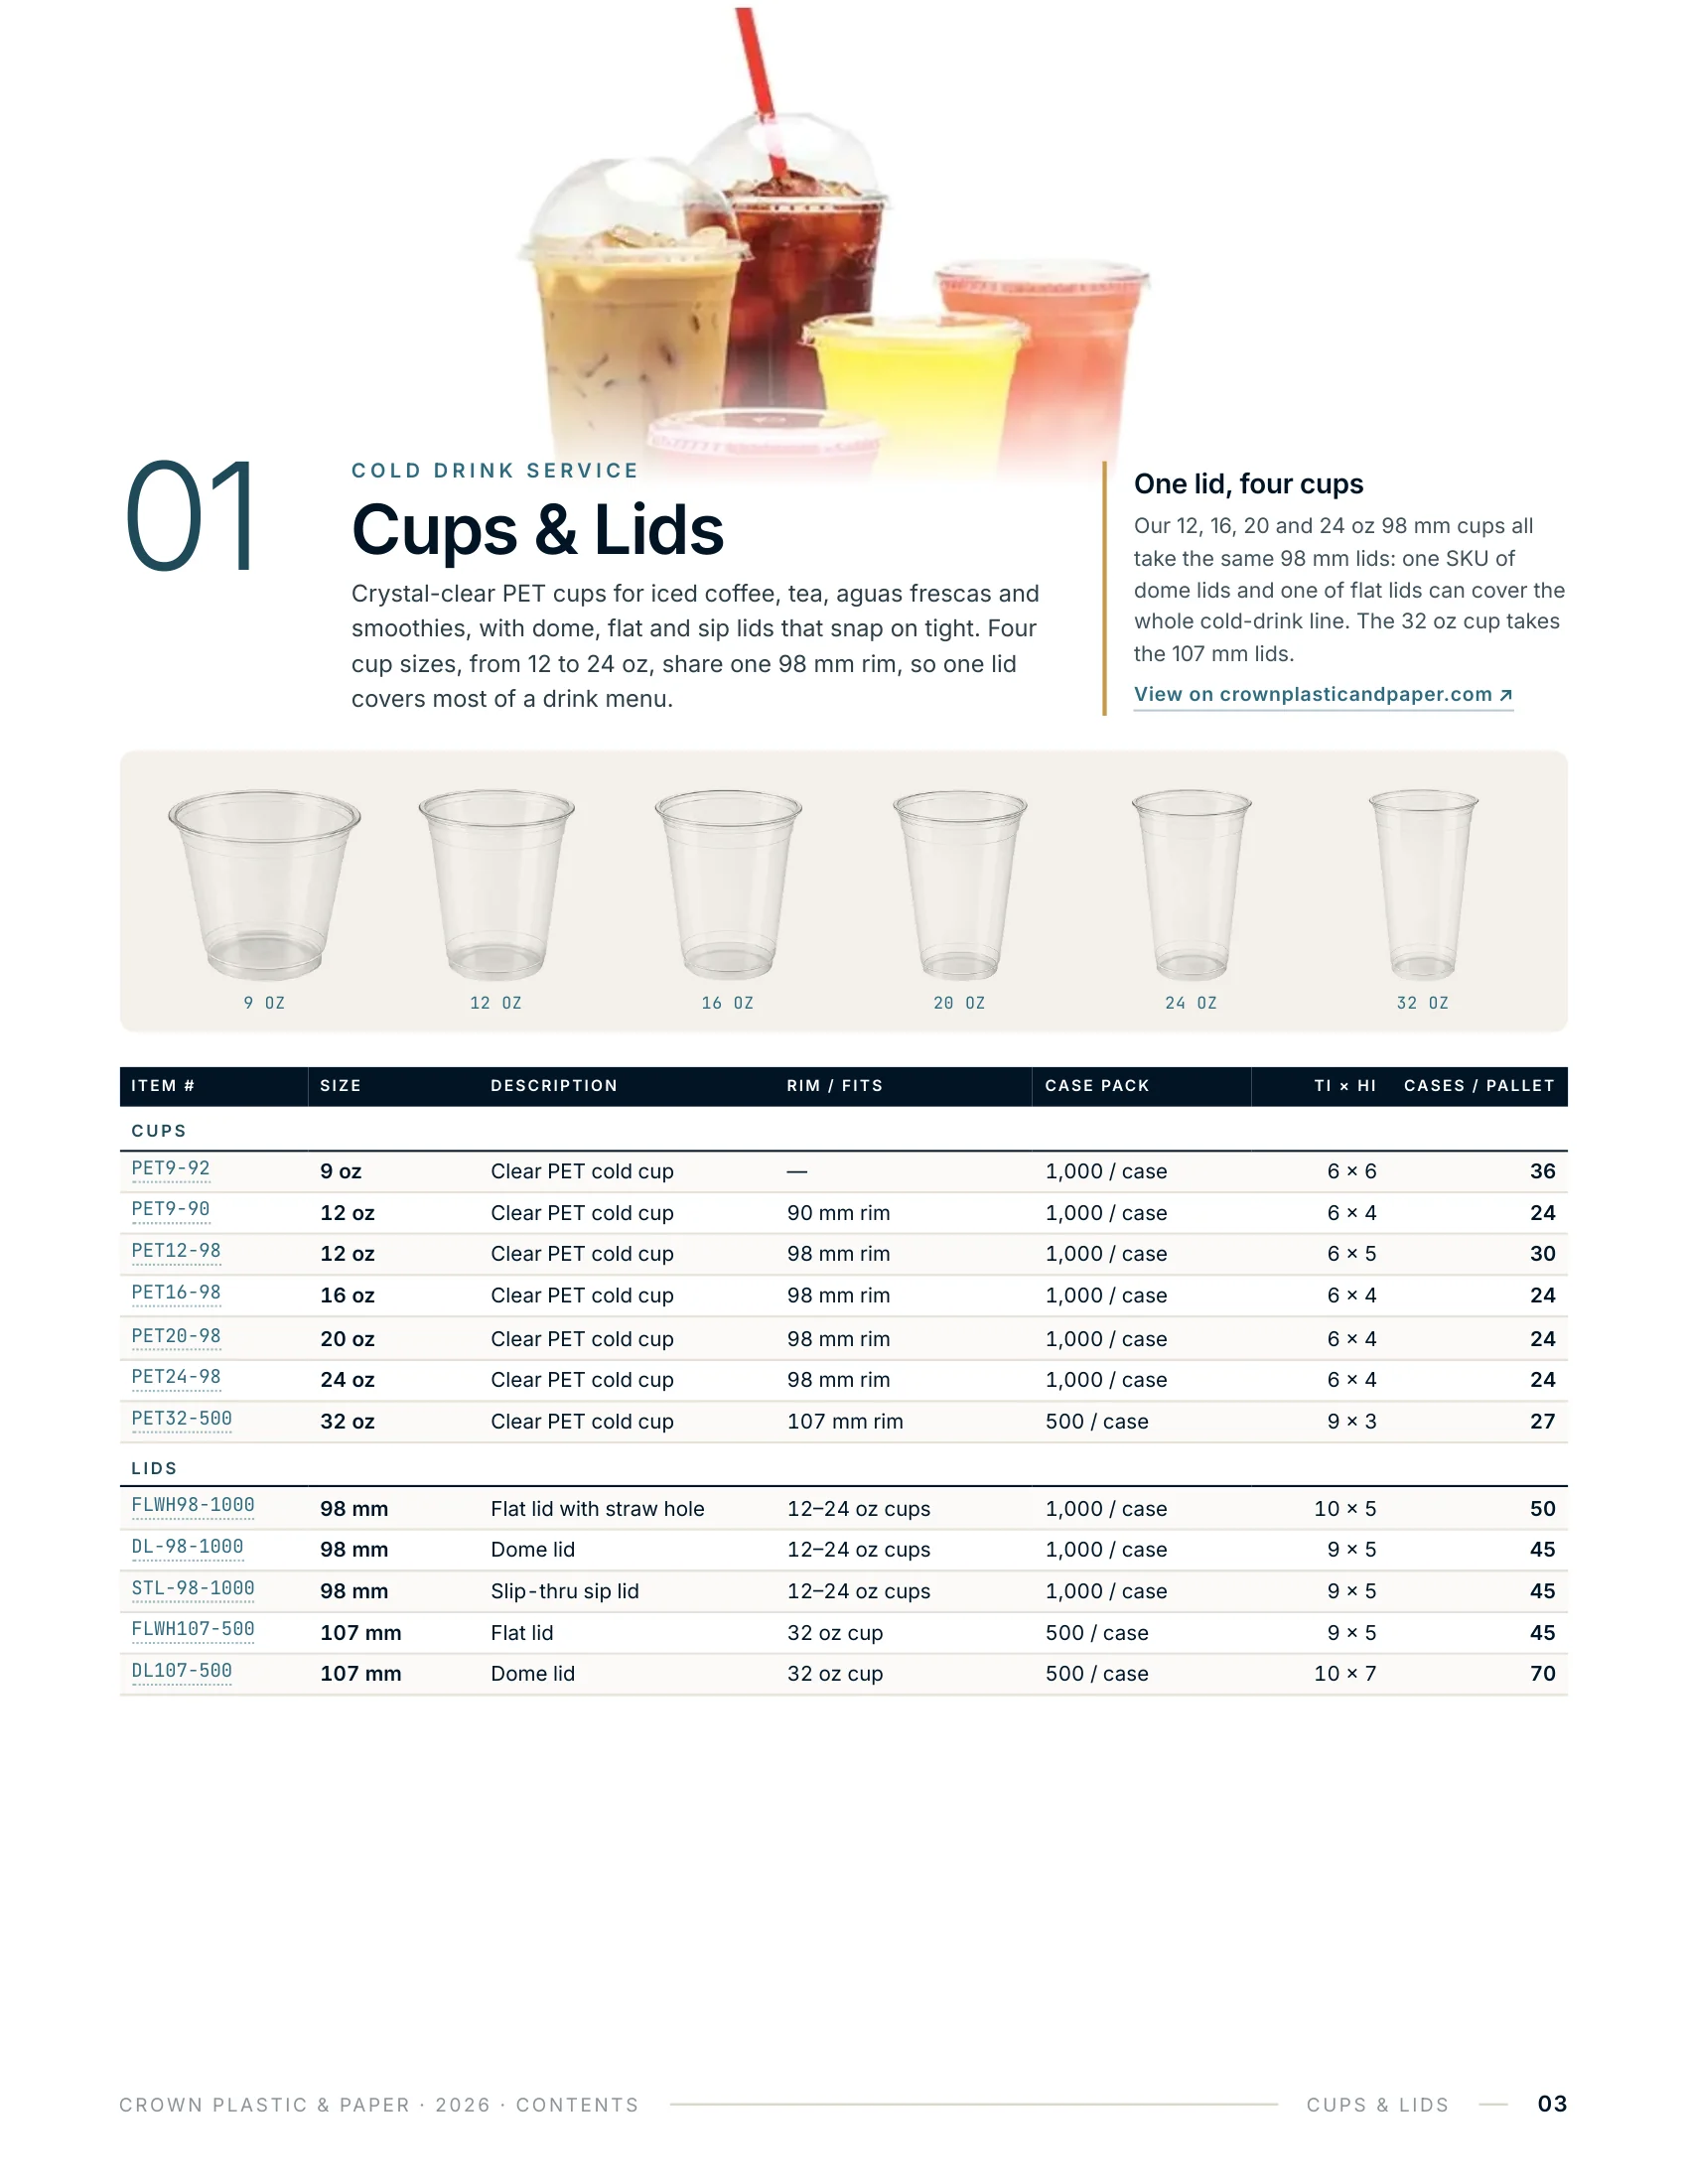 01
COLD DRINK SERVICE
Cups & Lids
Crystal-clear PET cups for iced coffee, tea, aguas frescas and
smoothies, with dome, flat and sip lids that snap on tight. Four
cup sizes, from 12 to 24 oz, share one 98 mm rim, so one lid
covers most of a drink menu.
One lid, four cups
Our 12, 16, 20 and 24 oz 98 mm cups all
take the same 98 mm lids: one SKU of
dome lids and one of flat lids can cover the
whole cold-drink line. The 32 oz cup takes
the 107 mm lids.
View on crownplasticandpaper.com ↗
9 OZ 12 OZ 16 OZ 20 OZ 24 OZ 32 OZ
ITEM # SIZE DESCRIPTION RIM / FITS CASE PACK TI × HI CASES / PALLET
CUPS
PET9-92 9 oz Clear PET cold cup — 1,000 / case 6 × 6 36
PET9-90 12 oz Clear PET cold cup 90 mm rim 1,000 / case 6 × 4 24
PET12-98 12 oz Clear PET cold cup 98 mm rim 1,000 / case 6 × 5 30
PET16-98 16 oz Clear PET cold cup 98 mm rim 1,000 / case 6 × 4 24
PET20-98 20 oz Clear PET cold cup 98 mm rim 1,000 / case 6 × 4 24
PET24-98 24 oz Clear PET cold cup 98 mm rim 1,000 / case 6 × 4 24
PET32-500 32 oz Clear PET cold cup 107 mm rim 500 / case 9 × 3 27
LIDS
FLWH98-1000 98 mm Flat lid with straw hole 12–24 oz cups 1,000 / case 10 × 5 50
DL-98-1000 98 mm Dome lid 12–24 oz cups 1,000 / case 9 × 5 45
STL-98-1000 98 mm Slip-thru sip lid 12–24 oz cups 1,000 / case 9 × 5 45
FLWH107-500 107 mm Flat lid 32 oz cup 500 / case 9 × 5 45
DL107-500 107 mm Dome lid 32 oz cup 500 / case 10 × 7 70
CROWN PLASTIC & PAPER · 2026 · CONTENTS CUPS & LIDS — 03